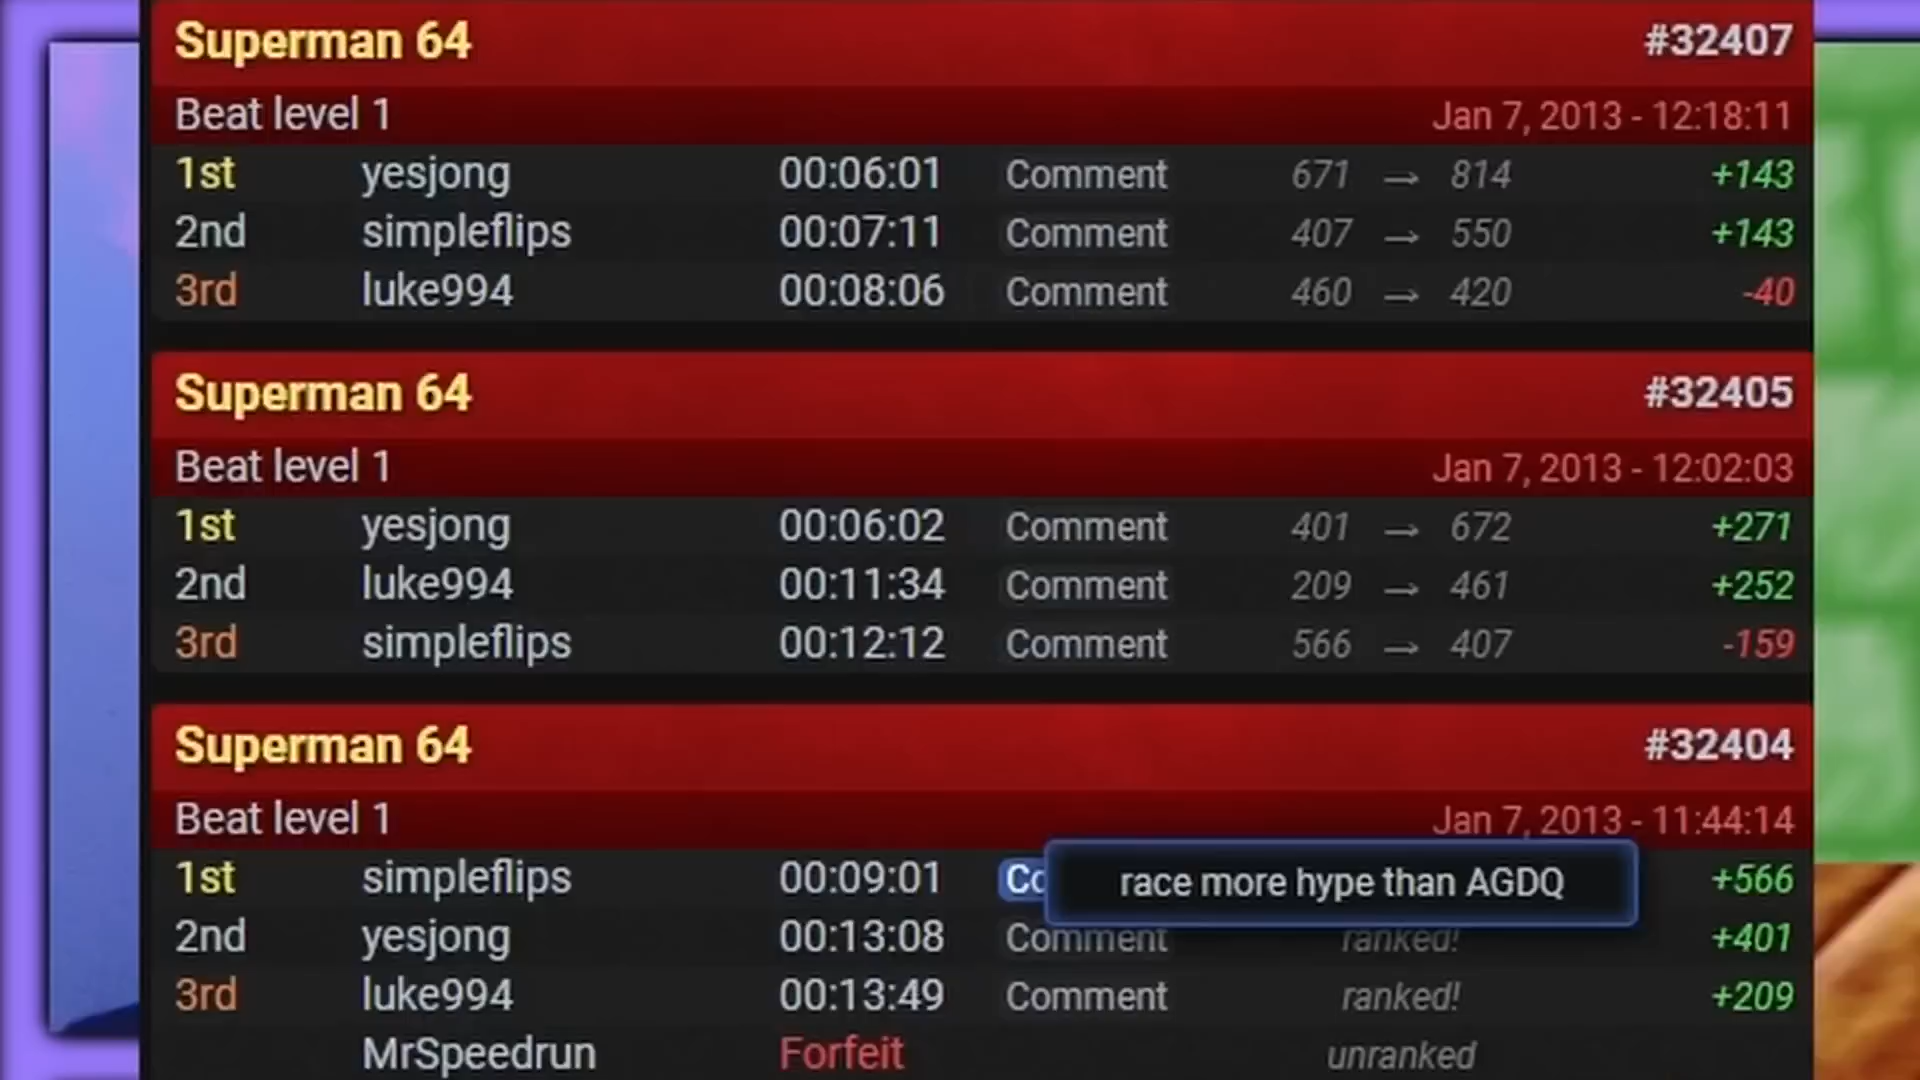 Superman 64 #32407
Beat level 1 Jan 7, 2013 - 12:18:11
1st yesjong 00:06:01 Comment 671 → 814 +143
2nd simpleflips 00:07:11 Comment 407 → 550 +143
3rd luke994 00:08:06 Comment 460 → 420 -40
Superman 64 #32405
Beat level 1 Jan 7, 2013 - 12:02:03
1st yesjong 00:06:02 Comment 401 → 672 +271
2nd luke994 00:11:34 Comment 209 → 461 +252
3rd simpleflips 00:12:12 Comment 566 → 407 -159
Superman 64 #32404
Beat level 1 Jan 7, 2013 - 11:44:14
1st simpleflips 00:09:01 Co race more hype than AGDQ +566
2nd yesjong 00:13:08 Comment ranked! +401
3rd luke994 00:13:49 Comment ranked! +209
MrSpeedrun Forfeit unranked